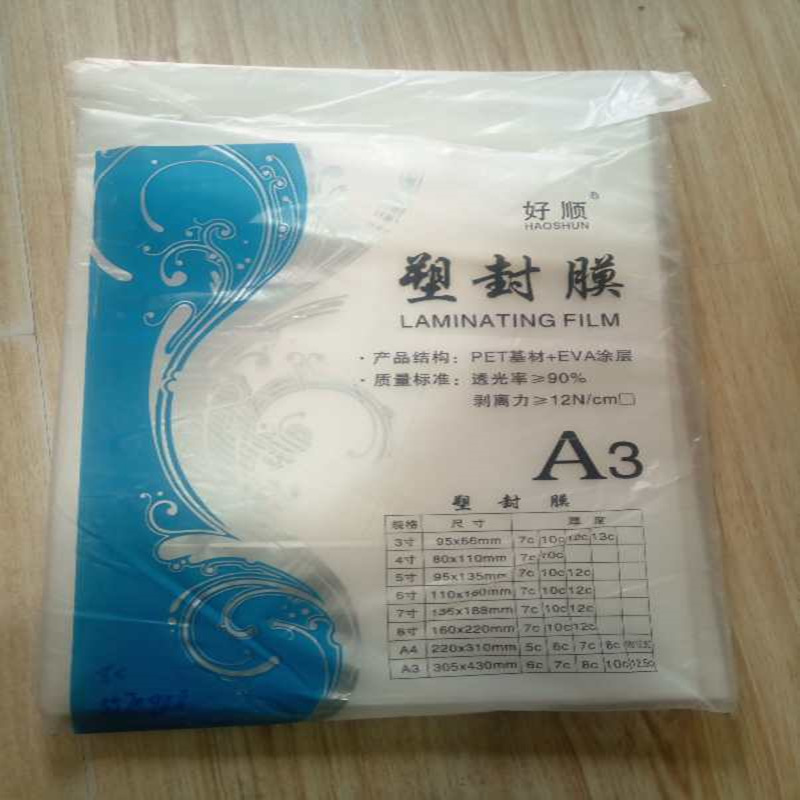 好顺®
HAOSHUN
塑封膜
LAMINATING FILM
·产品结构:PET基材+EVA涂层
·质量标准:透光率≥90%
剥离力≥12N/cm□
A3
塑封膜
规格 尺寸 厚度
3寸 95x66mm 7c 10c 12c 13c
4寸 80x110mm 7c 10c
5寸 95x135mm 7c 10c 12c
6寸 110x160mm 7c 10c 12c
7寸 135x188mm 7c 10c 12c
8寸 160x220mm 7c 10c 12c
A4 220x310mm 5c 6c 7c 8c
A3 305x430mm 6c 7c 8c 10c 12.5c